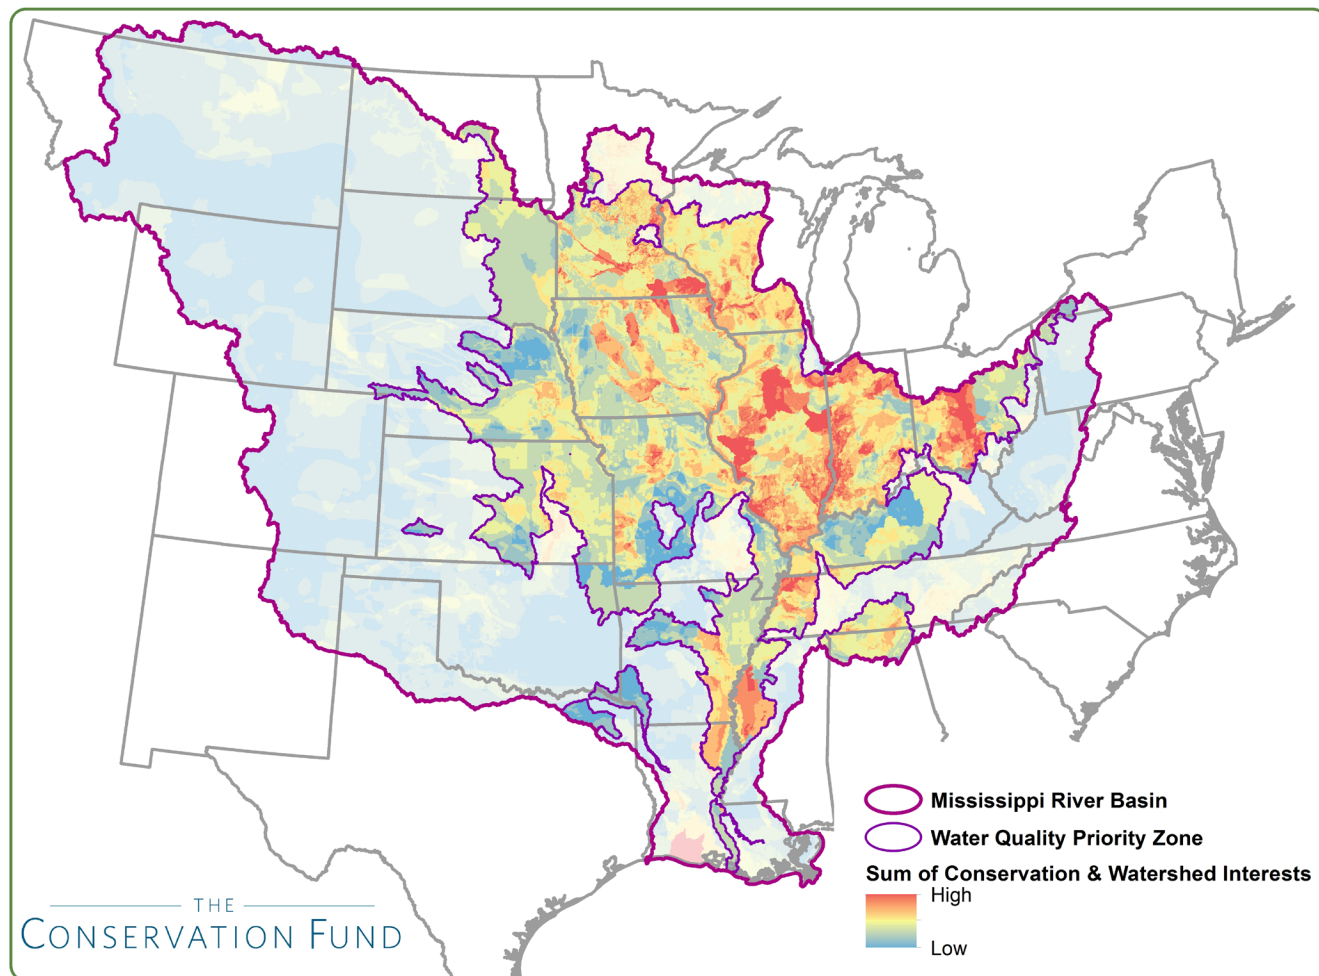 Mississippi River Basin
Water Quality Priority Zone
Sum of Conservation & Watershed Interests
High
Low
THE
CONSERVATION FUND